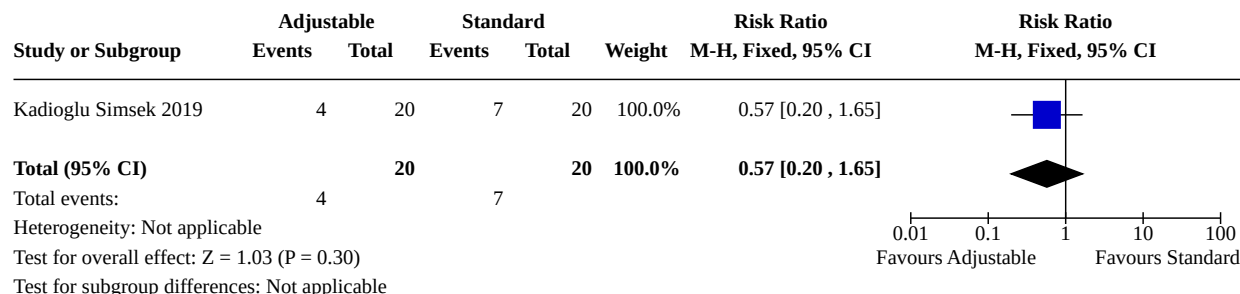 Adjustable Standard Risk Ratio Risk Ratio
Study or Subgroup Events Total Events Total Weight M-H, Fixed, 95% CI M-H, Fixed, 95% CI
Kadioglu Simsek 2019 4 20 7 20 100.0% 0.57 [0.20 , 1.65]
Total (95% CI) 20 20 100.0% 0.57 [0.20 , 1.65]
Total events: 4 7
Heterogeneity: Not applicable
0.01 0.1 1 10 100
Test for overall effect: Z = 1.03 (P = 0.30)
Favours Adjustable Favours Standard
Test for subgroup differences: Not applicable